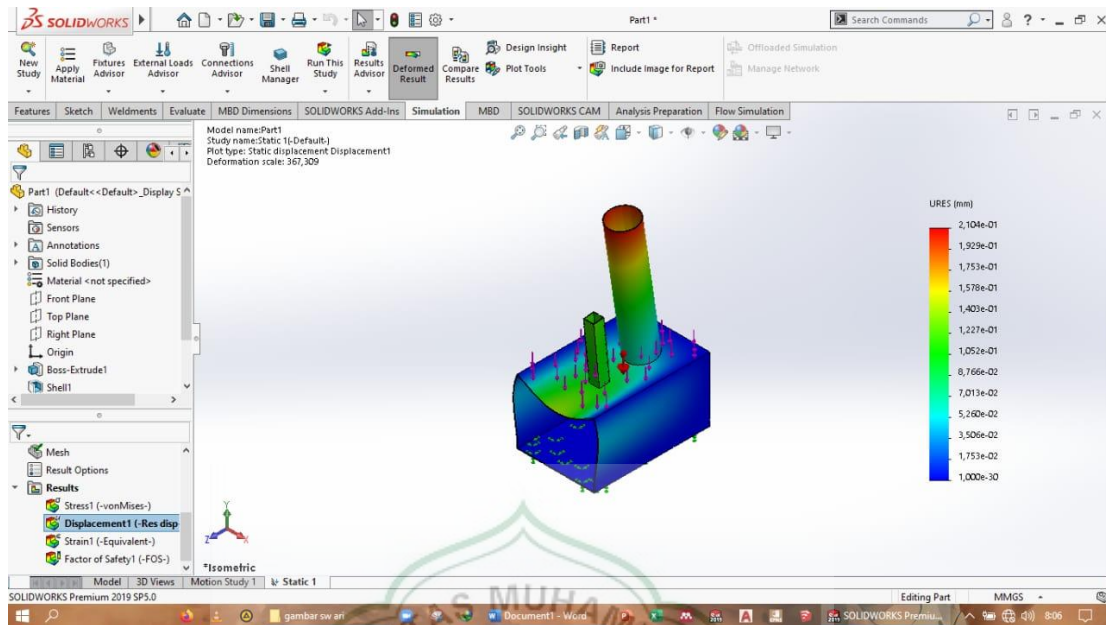 SOLIDWORKS
Part1 *
Search Commands
New Study
Apply Material
Fixtures Advisor
External Loads Advisor
Connections Advisor
Shell Manager
Run This Study
Results Advisor
Deformed Result
Compare Results
Design Insight
Plot Tools
Report
Include Image for Report
Offloaded Simulation
Manage Network
Features Sketch Weldments Evaluate MBD Dimensions SOLIDWORKS Add-Ins Simulation MBD SOLIDWORKS CAM Analysis Preparation Flow Simulation
Model name:Part1
Study name:Static 1(-Default-)
Plot type: Static displacement Displacement1
Deformation scale: 367,309
Part1 (Default<<Default>_Display S
History
Sensors
Annotations
Solid Bodies(1)
Material <not specified>
Front Plane
Top Plane
Right Plane
Origin
Boss-Extrude1
Shell1
Mesh
Result Options
Results
Stress1 (-vonMises-)
Displacement1 (-Res disp
Strain1 (-Equivalent-)
Factor of Safety1 (-FOS-)
URES (mm)
2,104e-01
1,929e-01
1,753e-01
1,578e-01
1,403e-01
1,227e-01
1,052e-01
8,766e-02
7,013e-02
5,260e-02
3,506e-02
1,753e-02
1,000e-30
Y
Z
X
*Isometric
Model 3D Views Motion Study 1 Static 1
SOLIDWORKS Premium 2019 SP5.0
Editing Part MMGS
S MUHA
gambar sw ari
Document1 - Word
SOLIDWORKS Premiu...
8:06